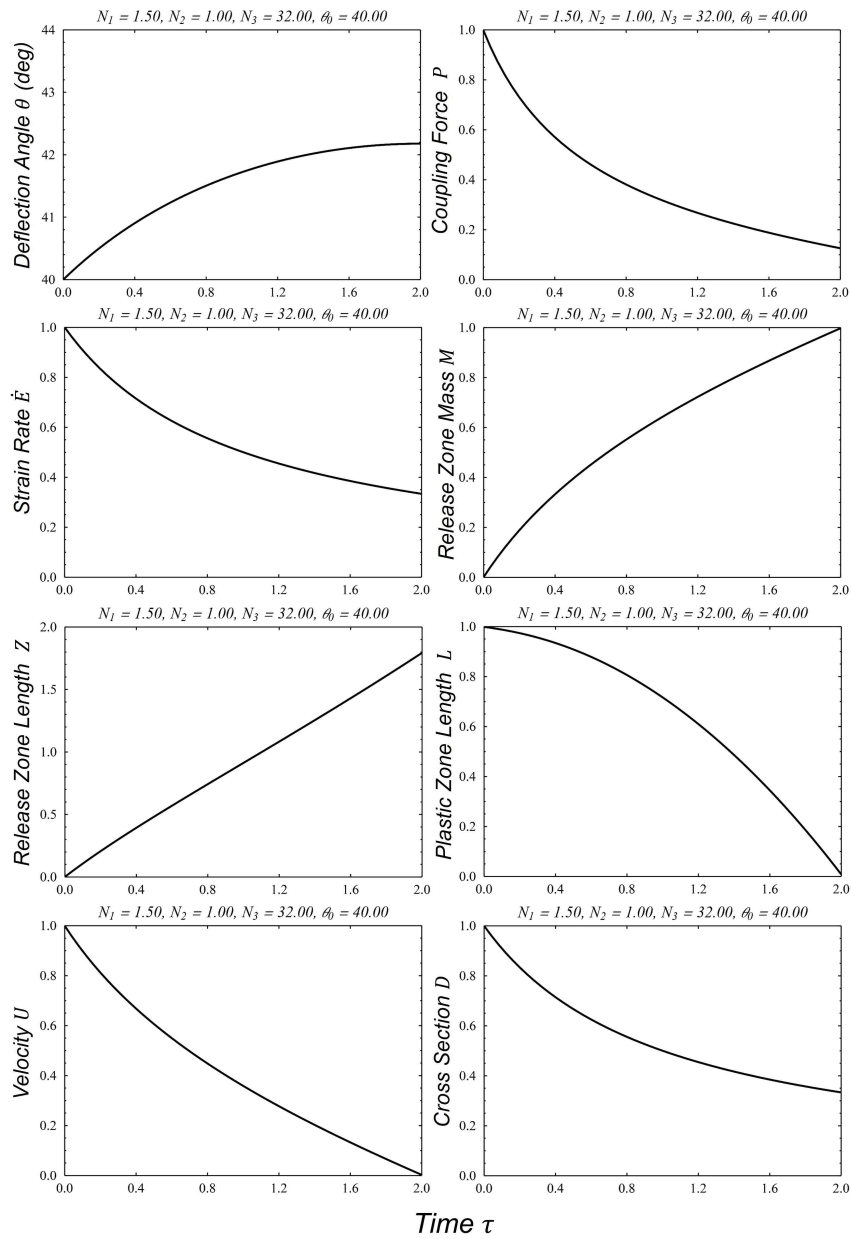 N1 = 1.50, N2 = 1.00, N3 = 32.00, θ0 = 40.00
Deflection Angle θ (deg)
44
43
42
41
40
0.0 0.4 0.8 1.2 1.6 2.0
N1 = 1.50, N2 = 1.00, N3 = 32.00, θ0 = 40.00
Coupling Force P
1.0
0.8
0.6
0.4
0.2
0.0
0.0 0.4 0.8 1.2 1.6 2.0
N1 = 1.50, N2 = 1.00, N3 = 32.00, θ0 = 40.00
Strain Rate Ė
1.0
0.8
0.6
0.4
0.2
0.0
0.0 0.4 0.8 1.2 1.6 2.0
N1 = 1.50, N2 = 1.00, N3 = 32.00, θ0 = 40.00
Release Zone Mass M
1.0
0.8
0.6
0.4
0.2
0.0
0.0 0.4 0.8 1.2 1.6 2.0
N1 = 1.50, N2 = 1.00, N3 = 32.00, θ0 = 40.00
Release Zone Length Z
2.0
1.5
1.0
0.5
0.0
0.0 0.4 0.8 1.2 1.6 2.0
N1 = 1.50, N2 = 1.00, N3 = 32.00, θ0 = 40.00
Plastic Zone Length L
1.0
0.8
0.6
0.4
0.2
0.0
0.0 0.4 0.8 1.2 1.6 2.0
N1 = 1.50, N2 = 1.00, N3 = 32.00, θ0 = 40.00
Velocity U
1.0
0.8
0.6
0.4
0.2
0.0
0.0 0.4 0.8 1.2 1.6 2.0
N1 = 1.50, N2 = 1.00, N3 = 32.00, θ0 = 40.00
Cross Section D
1.0
0.8
0.6
0.4
0.2
0.0
0.0 0.4 0.8 1.2 1.6 2.0
Time τ